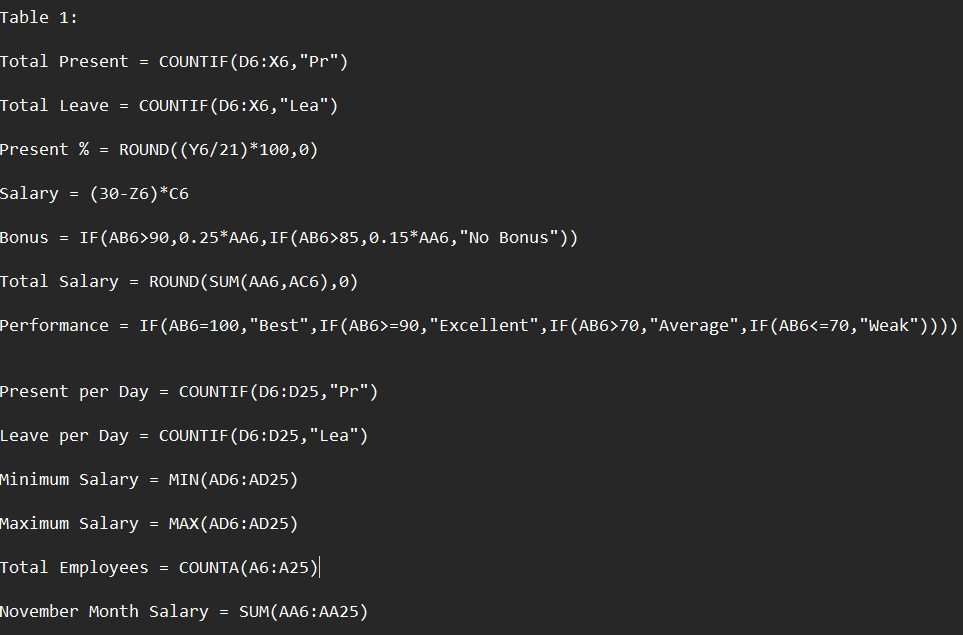 Table 1:
Total Present = COUNTIF(D6:X6,"Pr")
Total Leave = COUNTIF(D6:X6,"Lea")
Present % = ROUND((Y6/21)*100,0)
Salary = (30-Z6)*C6
Bonus = IF(AB6>90,0.25*AA6,IF(AB6>85,0.15*AA6,"No Bonus"))
Total Salary = ROUND(SUM(AA6,AC6),0)
Performance = IF(AB6=100,"Best",IF(AB6>=90,"Excellent",IF(AB6>70,"Average",IF(AB6<=70,"Weak"))))
Present per Day = COUNTIF(D6:D25,"Pr")
Leave per Day = COUNTIF(D6:D25,"Lea")
Minimum Salary = MIN(AD6:AD25)
Maximum Salary = MAX(AD6:AD25)
Total Employees = COUNTA(A6:A25)
November Month Salary = SUM(AA6:AA25)